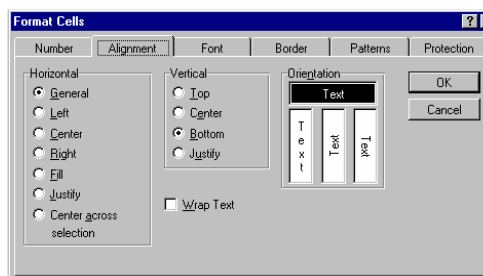 Format Cells ?
Number Alignment Font Border Patterns Protection
Horizontal
General
Left
Center
Right
Fill
Justify
Center across
selection
Vertical
Top
Center
Bottom
Justify
Wrap Text
Orientation
Text
Text
Text
Text
OK
Cancel